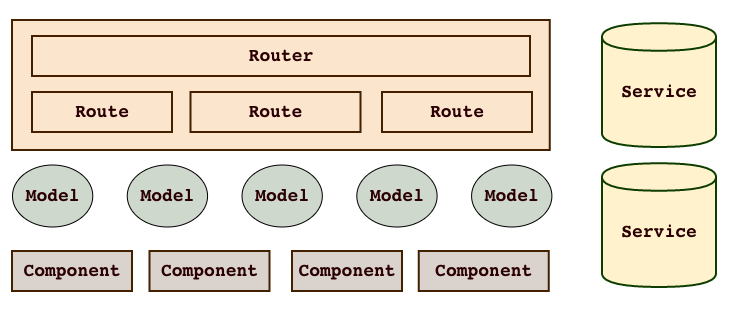 Router
Route
Route
Route
Service
Model
Model
Model
Model
Model
Service
Component
Component
Component
Component